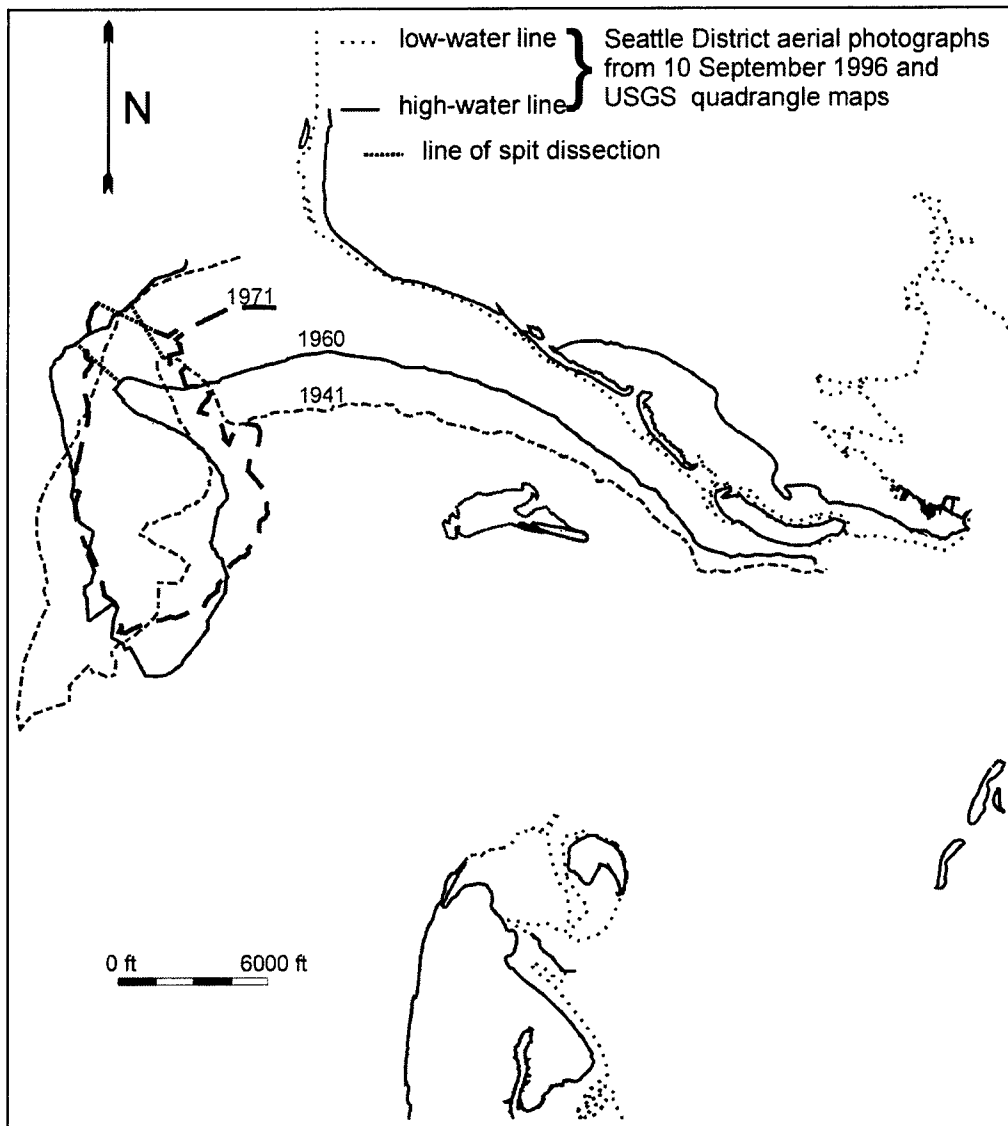 low-water line
high-water line
} Seattle District aerial photographs
from 10 September 1996 and
USGS quadrangle maps
line of spit dissection
N
1971
1960
1941
0 ft 6000 ft